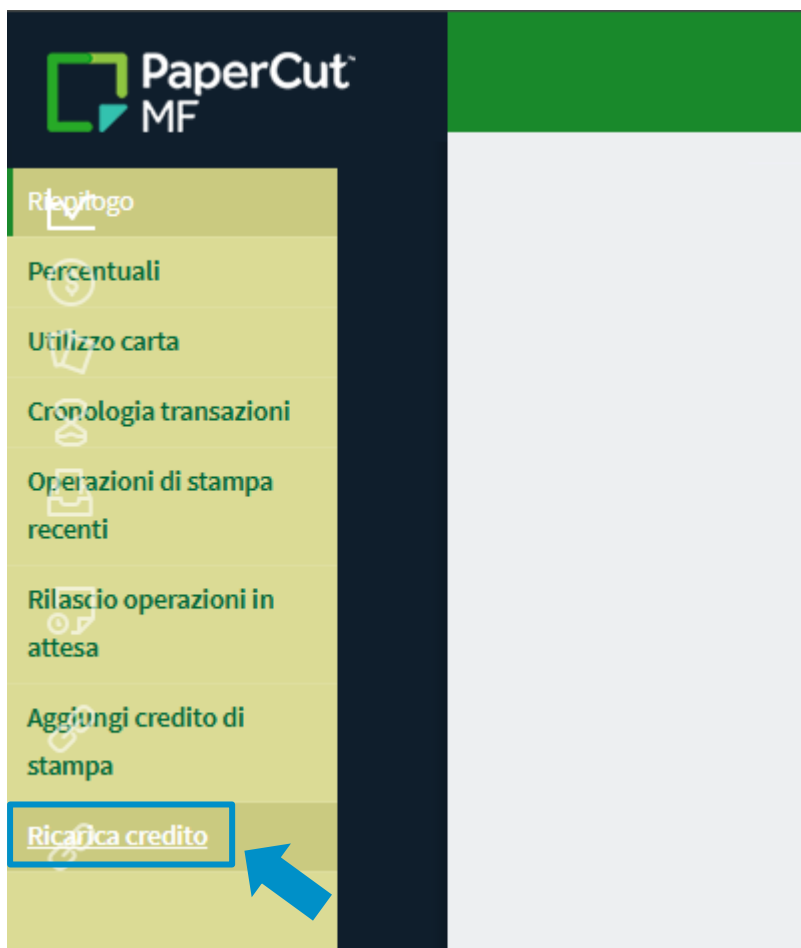 PaperCut™
MF
Riepilogo
Percentuali
Utilizzo carta
Cronologia transazioni
Operazioni di stampa
recenti
Rilascio operazioni in
attesa
Aggiungi credito di
stampa
Ricarica credito